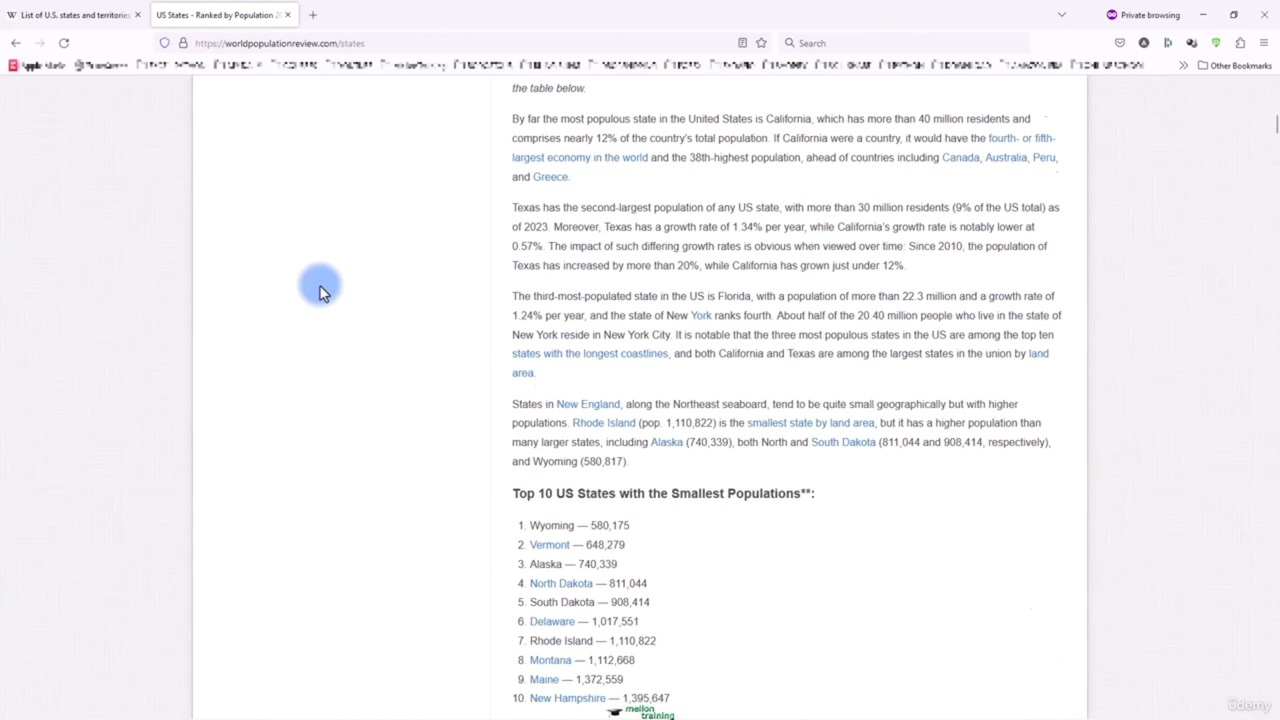 List of U.S. states and territories
US States - Ranked by Population 2
Private browsing
https://worldpopulationreview.com/states
Search
Other Bookmarks
the table below.
By far the most populous state in the United States is California, which has more than 40 million residents and
comprises nearly 12% of the country's total population. If California were a country, it would have the fourth- or fifth-
largest economy in the world and the 38th-highest population, ahead of countries including Canada, Australia, Peru,
and Greece.
Texas has the second-largest population of any US state, with more than 30 million residents (9% of the US total) as
of 2023. Moreover, Texas has a growth rate of 1.34% per year, while California's growth rate is notably lower at
0.57%. The impact of such differing growth rates is obvious when viewed over time: Since 2010, the population of
Texas has increased by more than 20%, while California has grown just under 12%.
The third-most-populated state in the US is Florida, with a population of more than 22.3 million and a growth rate of
1.24% per year, and the state of New York ranks fourth. About half of the 20.40 million people who live in the state of
New York reside in New York City. It is notable that the three most populous states in the US are among the top ten
states with the longest coastlines, and both California and Texas are among the largest states in the union by land
area.
States in New England, along the Northeast seaboard, tend to be quite small geographically but with higher
populations. Rhode Island (pop. 1,110,822) is the smallest state by land area, but it has a higher population than
many larger states, including Alaska (740,339), both North and South Dakota (811,044 and 908,414, respectively),
and Wyoming (580,817).
Top 10 US States with the Smallest Populations**:
1. Wyoming — 580,175
2. Vermont — 648,279
3. Alaska — 740,339
4. North Dakota — 811,044
5. South Dakota — 908,414
6. Delaware — 1,017,551
7. Rhode Island — 1,110,822
8. Montana — 1,112,668
9. Maine — 1,372,559
10. New Hampshire — 1,395,647
training
ûdemy